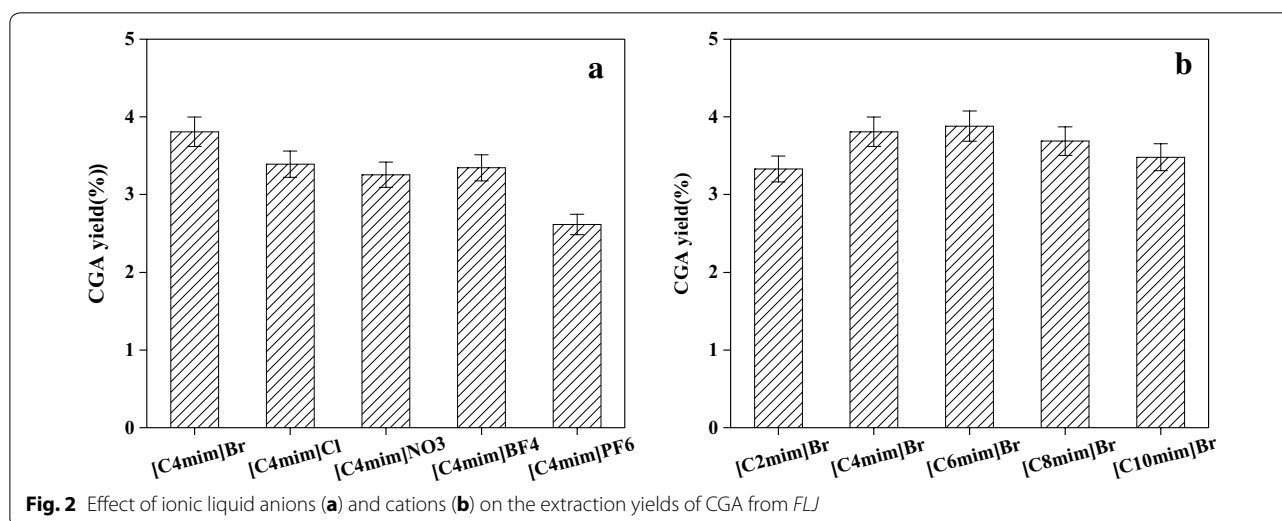 a
CGA yield(%))
5
4
3
2
1
0
[C4mim]Br
[C4mim]Cl
[C4mim]NO3
[C4mim]BF4
[C4mim]PF6
b
CGA yield(%)
5
4
3
2
1
0
[C2mim]Br
[C4mim]Br
[C6mim]Br
[C8mim]Br
[C10mim]Br
Fig. 2 Effect of ionic liquid anions (a) and cations (b) on the extraction yields of CGA from FLJ